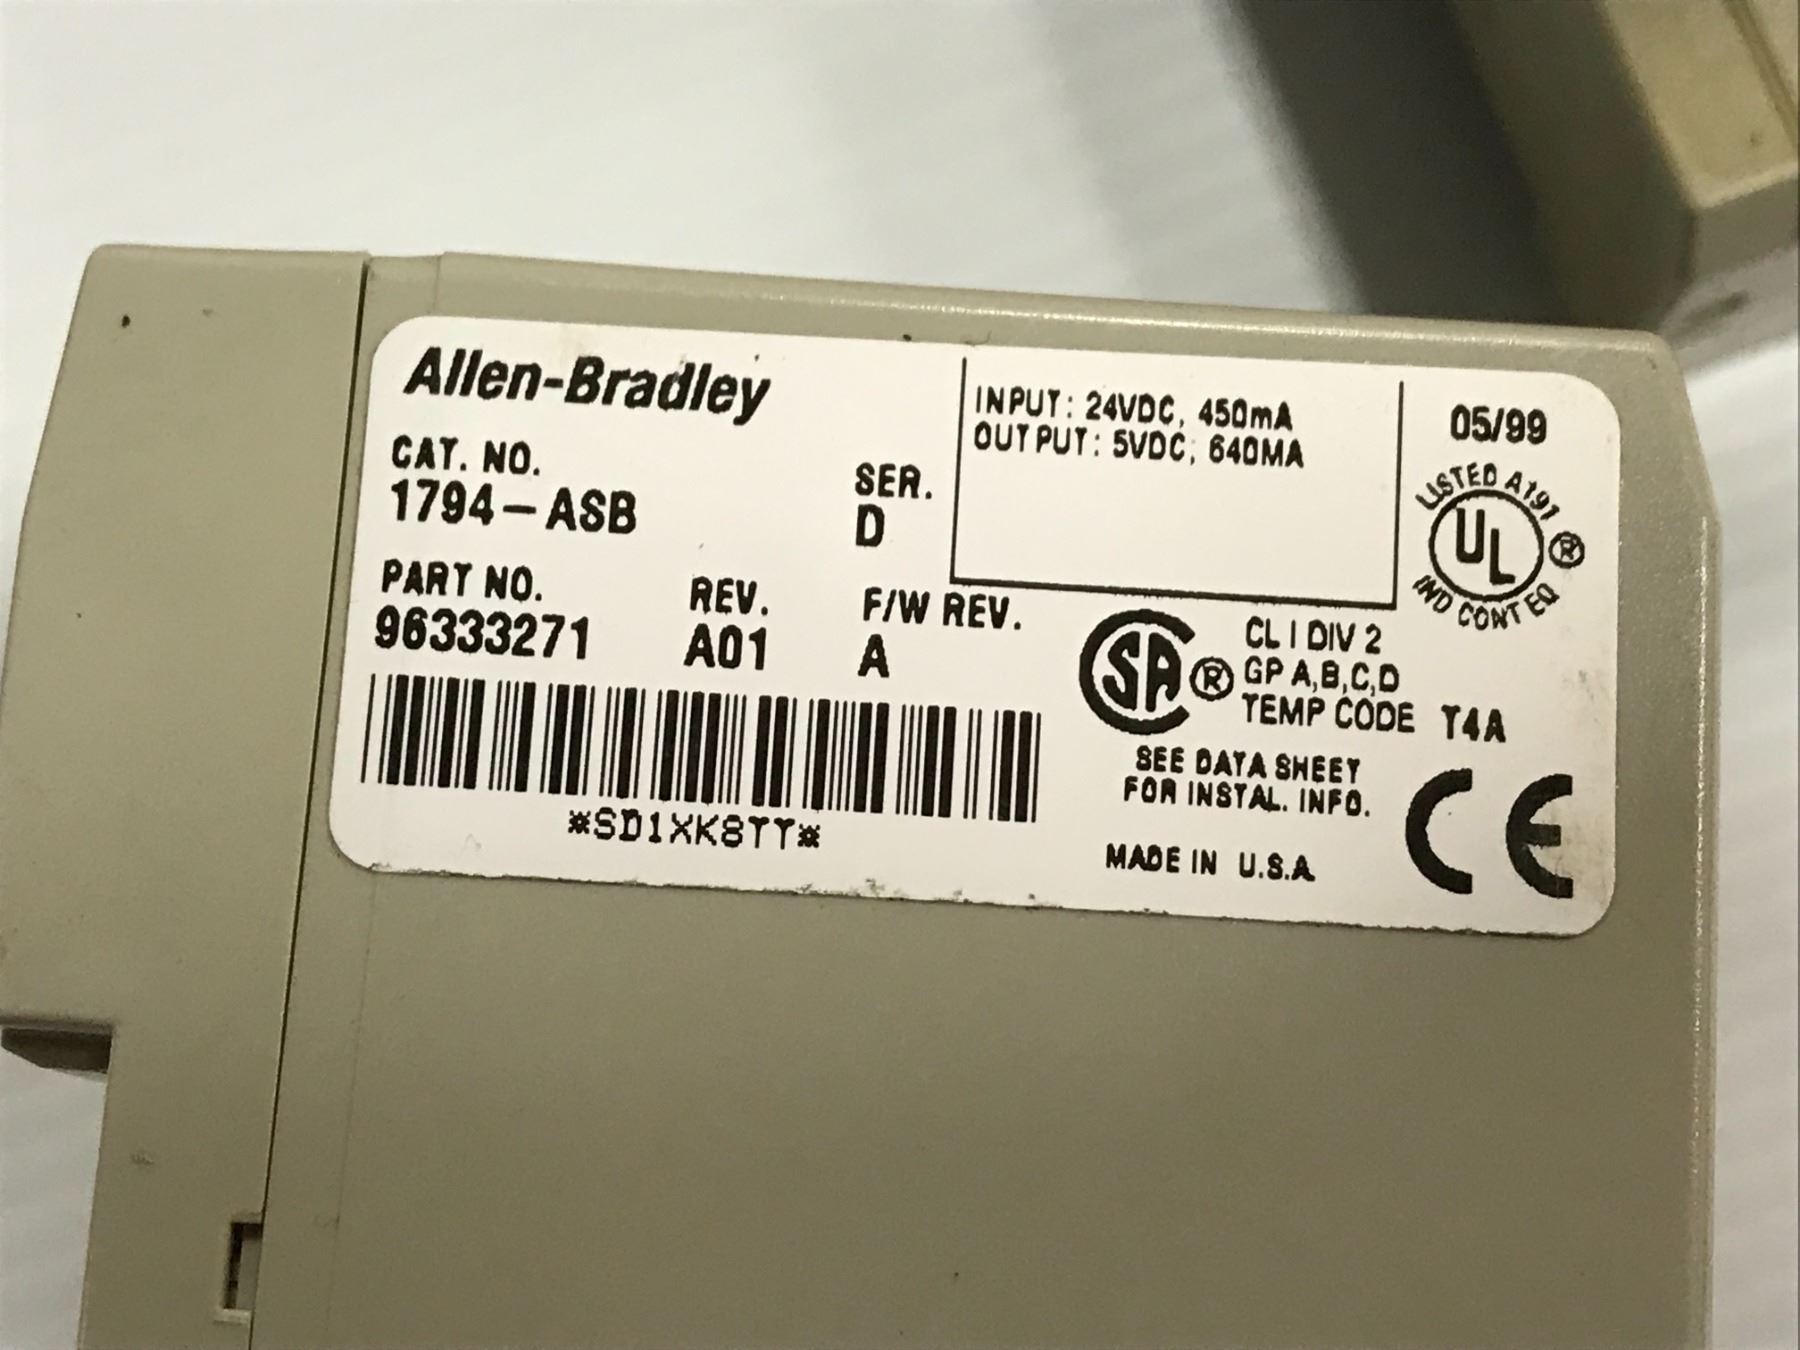 Allen-Bradley
CAT. NO.
1794-ASB
SER.
D
PART NO.
96333271
REV.
A01
F/W REV.
A
*SD1XK8TT*
INPUT: 24VDC, 450mA
OUTPUT: 5VDC, 640MA
05/99
LISTED A191
UL ®
IND CONT EQ
SA ®
CL I DIV 2
GP A,B,C,D
TEMP CODE T4A
SEE DATA SHEET
FOR INSTAL. INFO.
MADE IN U.S.A
CE